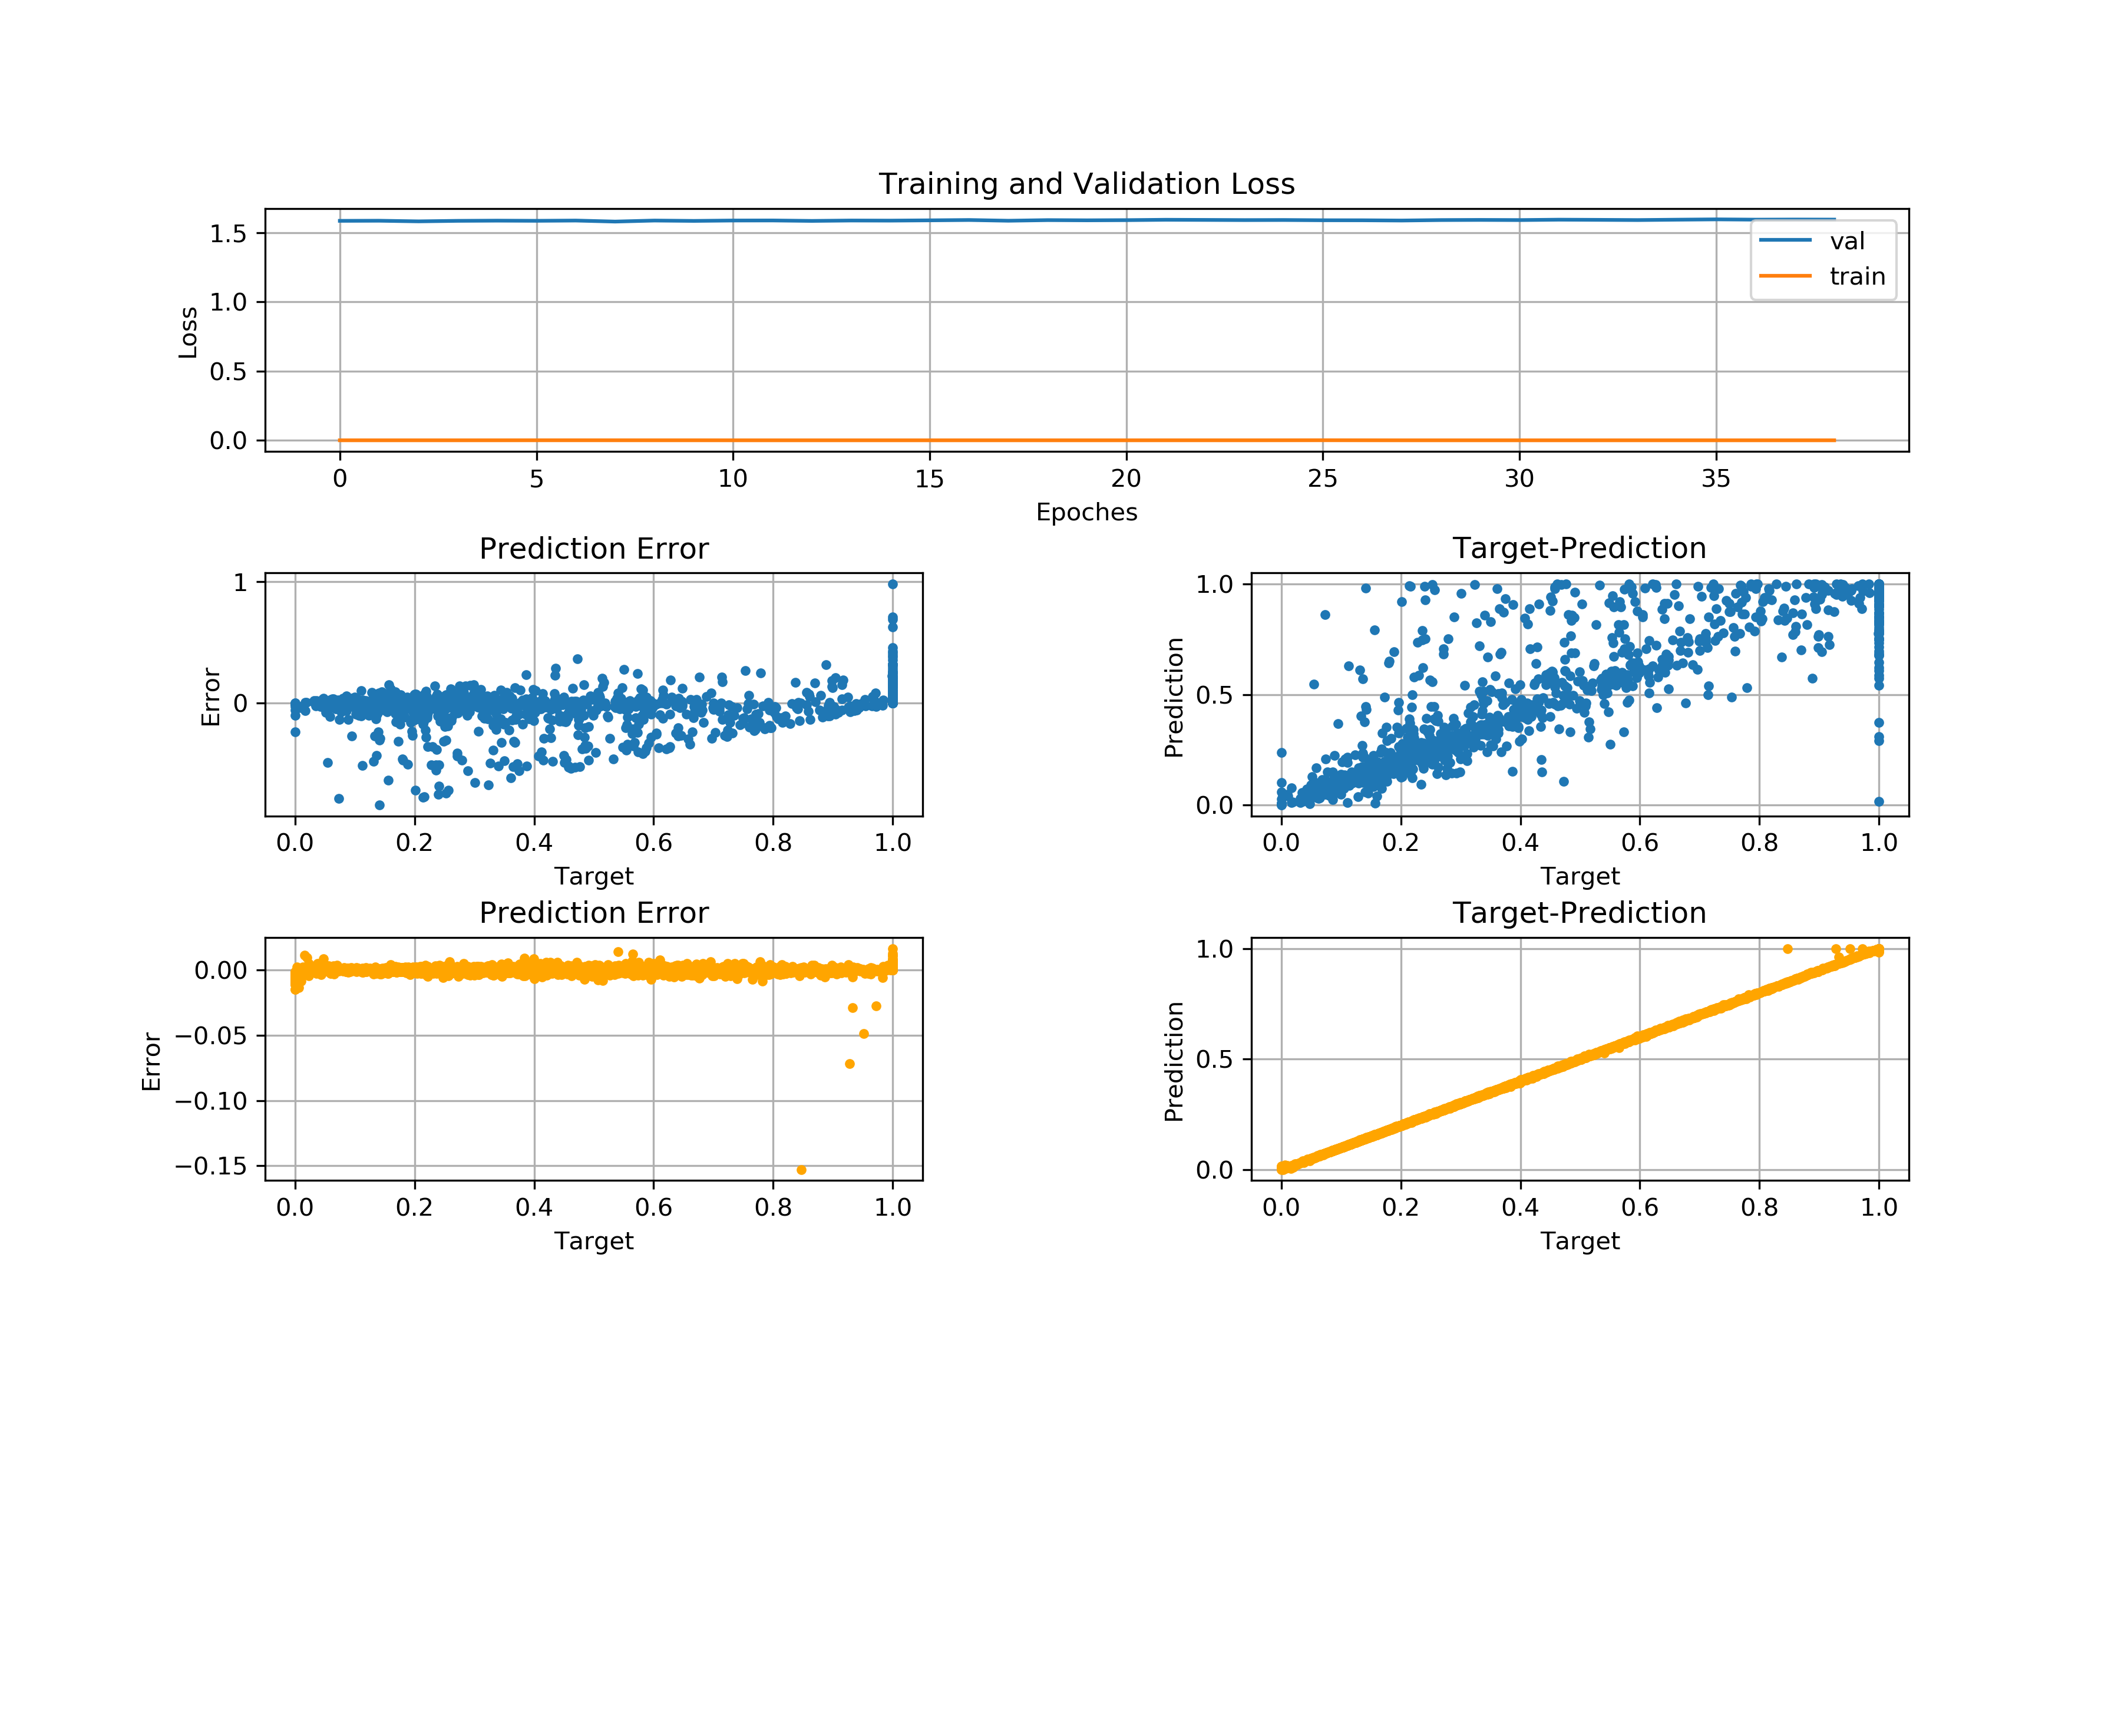 Training and Validation Loss
1.5
1.0
0.5
0.0
Loss
val
train
0 5 10 15 20 25 30 35
Epoches
Prediction Error
1
0
Error
0.0 0.2 0.4 0.6 0.8 1.0
Target
Target-Prediction
1.0
0.5
0.0
Prediction
0.0 0.2 0.4 0.6 0.8 1.0
Target
Prediction Error
0.00
−0.05
−0.10
−0.15
Error
0.0 0.2 0.4 0.6 0.8 1.0
Target
Target-Prediction
1.0
0.5
0.0
Prediction
0.0 0.2 0.4 0.6 0.8 1.0
Target